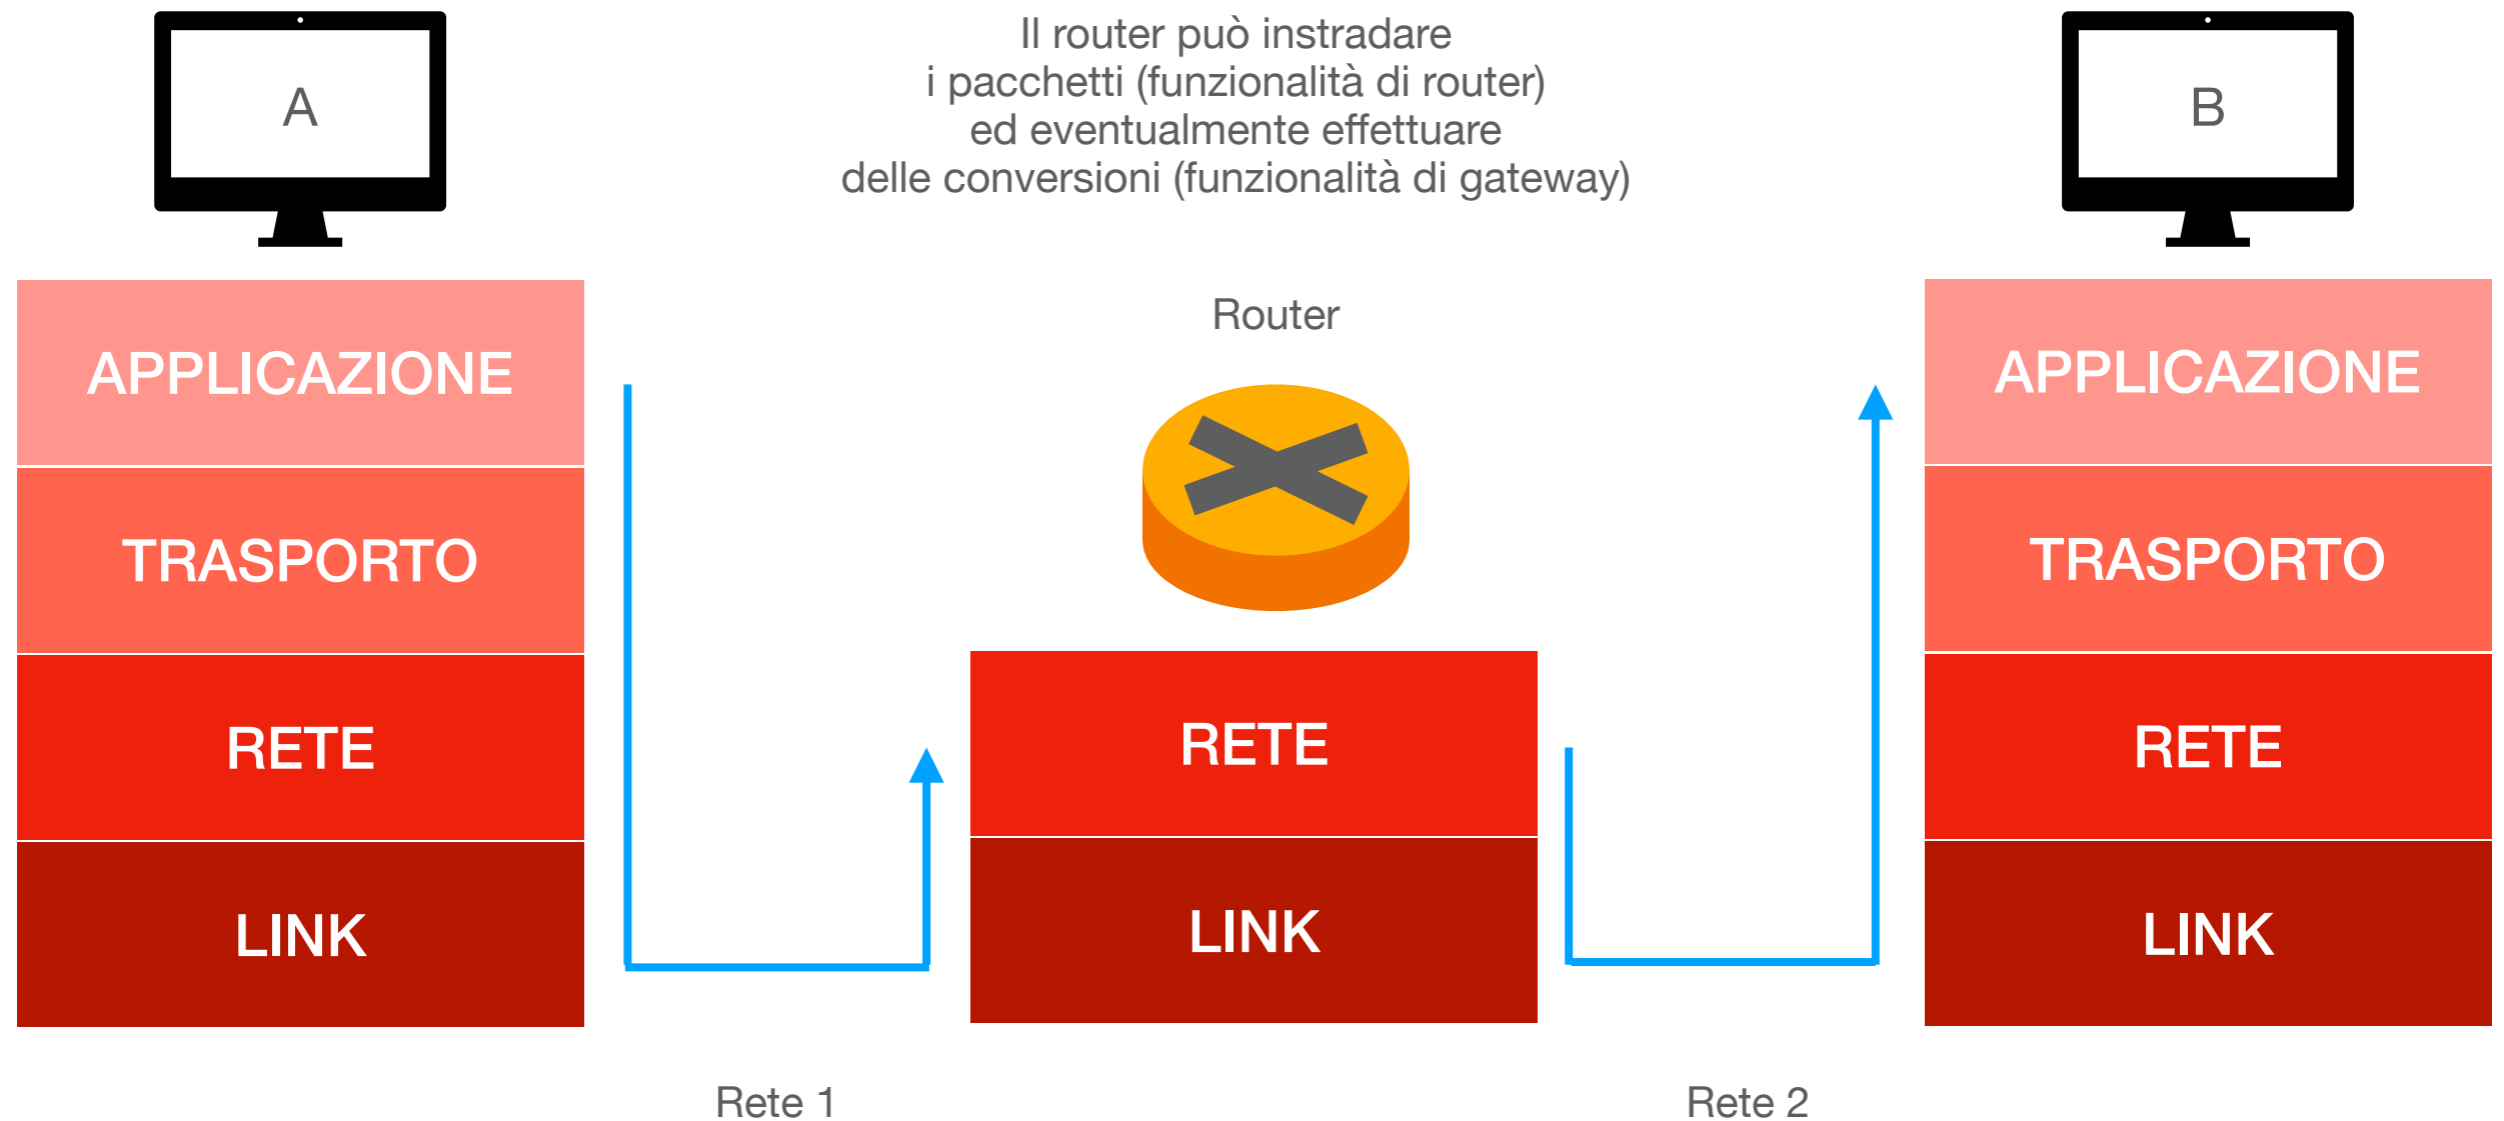 A
Il router può instradare
i pacchetti (funzionalità di router)
ed eventualmente effettuare
delle conversioni (funzionalità di gateway)
B
APPLICAZIONE
TRASPORTO
RETE
LINK
Router
RETE
LINK
APPLICAZIONE
TRASPORTO
RETE
LINK
Rete 1
Rete 2